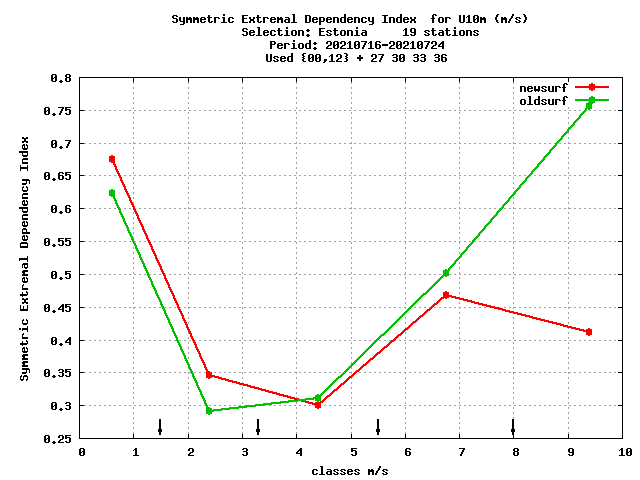 Symmetric Extremal Dependency Index  for U10m (m/s)
Selection: Estonia     19 stations
Period: 20210716-20210724
Used {00,12} + 27 30 33 36
newsurf
oldsurf
0.8
0.75
0.7
0.65
0.6
0.55
0.5
0.45
0.4
0.35
0.3
0.25
Symmetric Extremal Dependency Index
0 1 2 3 4 5 6 7 8 9 10
classes m/s